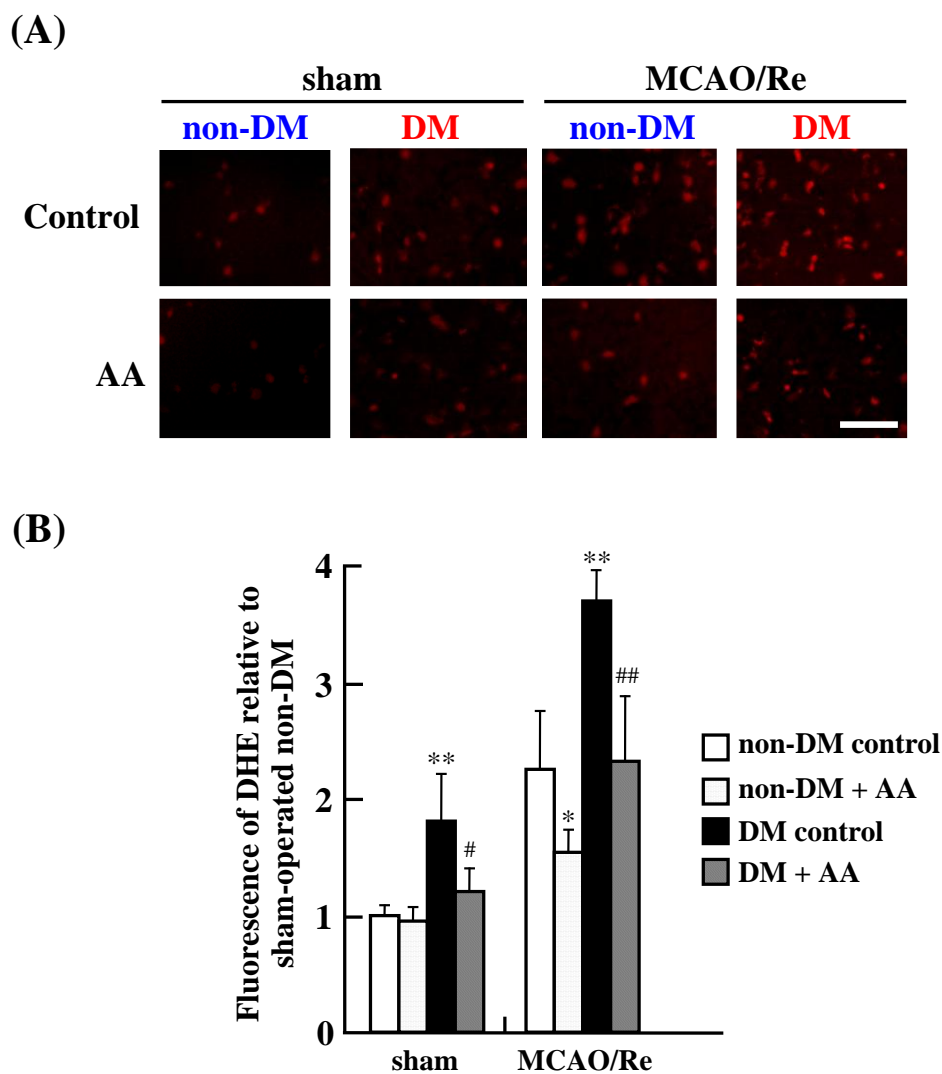 (A)
sham MCAO/Re
non-DM DM non-DM DM
Control
AA
(B)
Fluorescence of DHE relative to
sham-operated non-DM
4
3
2
1
0
**
#
*
**
##
sham MCAO/Re
non-DM control
non-DM + AA
DM control
DM + AA